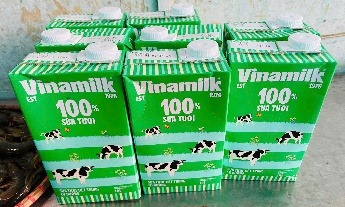 Vinamilk
EST 1976
100%
SỮA TƯƠI
Vinamilk
EST 1976
100%
SỮA TƯƠI
Vinamilk
EST 1976
100%
SỮA TƯƠI